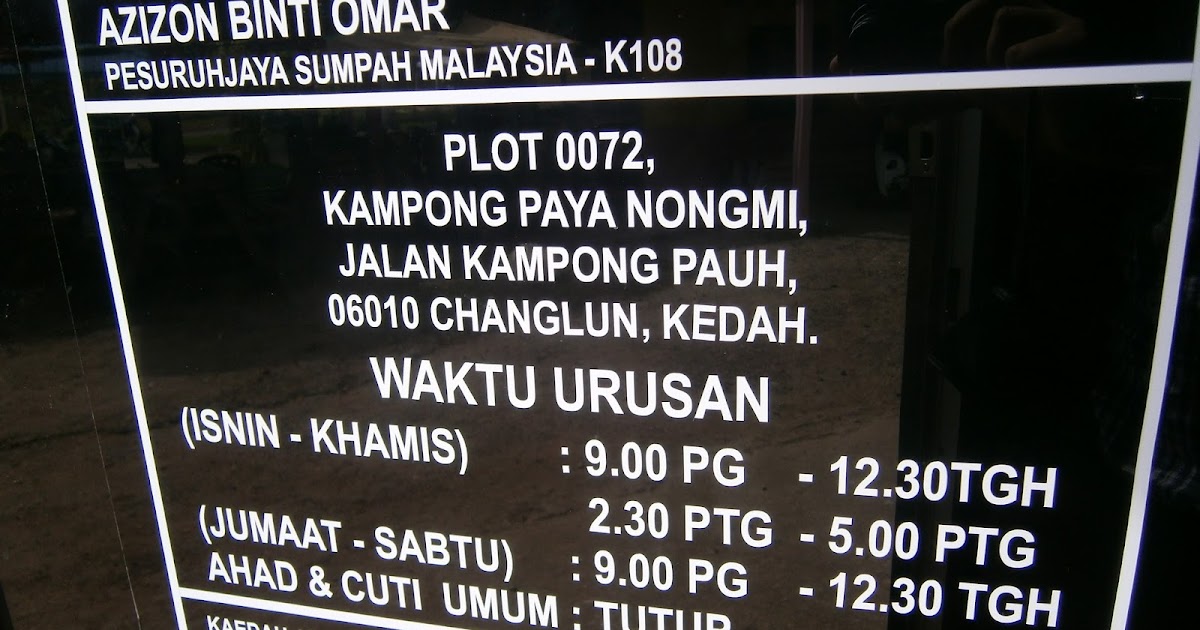 AZIZON BINTI OMAR
PESURUHJAYA SUMPAH MALAYSIA - K108
PLOT 0072,
KAMPONG PAYA NONGMI,
JALAN KAMPONG PAUH,
06010 CHANGLUN, KEDAH.
WAKTU URUSAN
(ISNIN - KHAMIS) : 9.00 PG - 12.30TGH
2.30 PTG - 5.00 PTG
(JUMAAT - SABTU) : 9.00 PG - 12.30 TGH
AHAD & CUTI UMUM : TUTUP